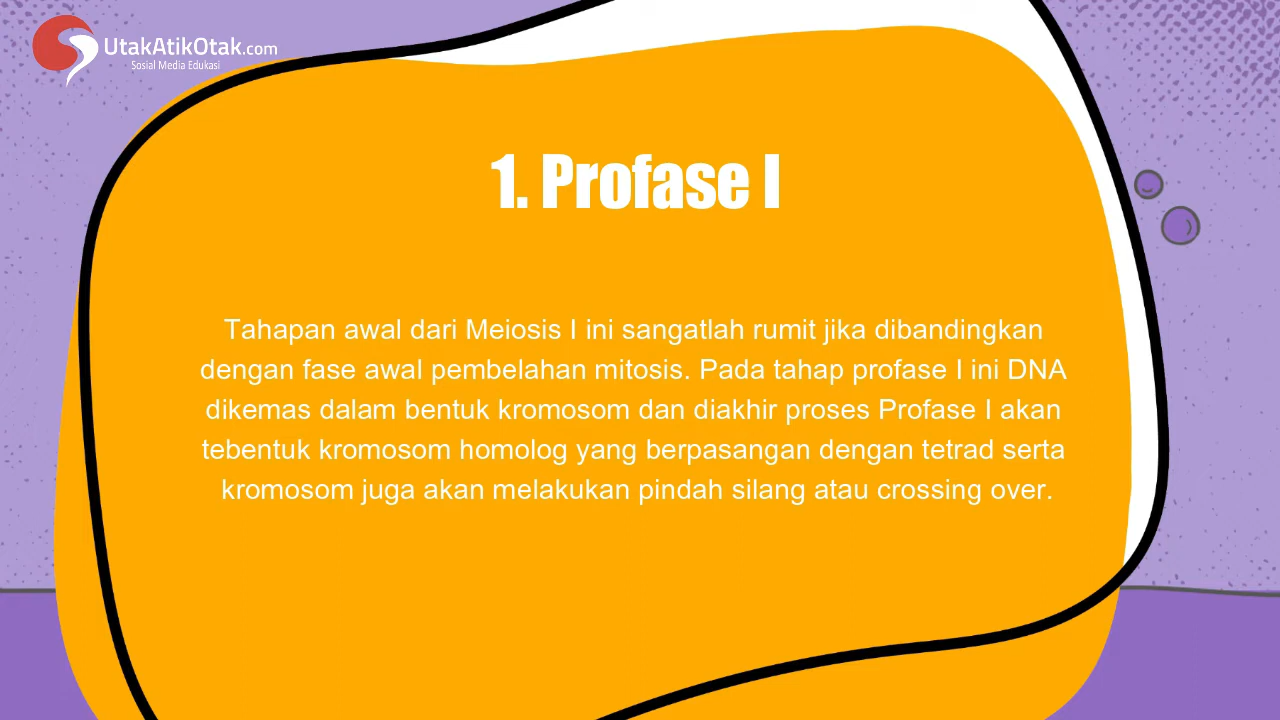 UtakAtikOtak.com
Sosial Media Edukasi
1. Profase I
Tahapan awal dari Meiosis I ini sangatlah rumit jika dibandingkan
dengan fase awal pembelahan mitosis. Pada tahap profase I ini DNA
dikemas dalam bentuk kromosom dan diakhir proses Profase I akan
tebentuk kromosom homolog yang berpasangan dengan tetrad serta
kromosom juga akan melakukan pindah silang atau crossing over.